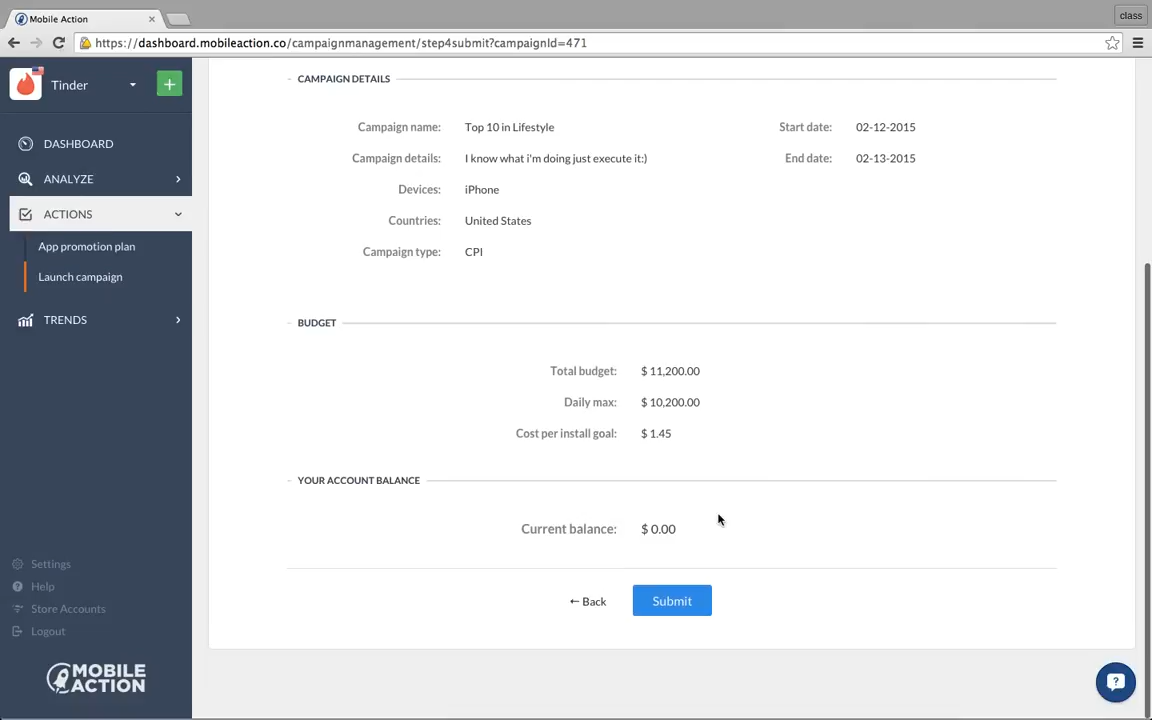 Mobile Action
class
https://dashboard.mobileaction.co/campaignmanagement/step4submit?campaignId=471
Tinder
DASHBOARD
ANALYZE
ACTIONS
App promotion plan
Launch campaign
TRENDS
Settings
Help
Store Accounts
Logout
MOBILE
ACTION
CAMPAIGN DETAILS
Campaign name: Top 10 in Lifestyle Start date: 02-12-2015
Campaign details: I know what i'm doing just execute it:) End date: 02-13-2015
Devices: iPhone
Countries: United States
Campaign type: CPI
BUDGET
Total budget: $ 11,200.00
Daily max: $ 10,200.00
Cost per install goal: $ 1.45
YOUR ACCOUNT BALANCE
Current balance: $ 0.00
← Back Submit